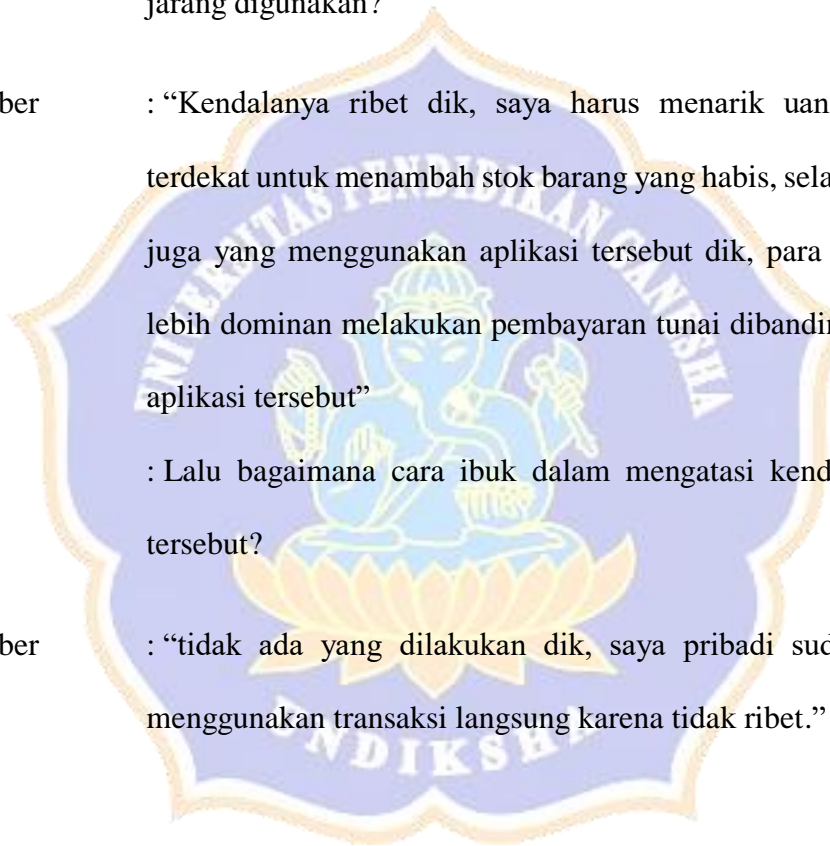 jarang digunakan?
ber : “Kendalanya ribet dik, saya harus menarik uan
terdekat untuk menambah stok barang yang habis, sela
juga yang menggunakan aplikasi tersebut dik, para
lebih dominan melakukan pembayaran tunai dibandin
aplikasi tersebut”
: Lalu bagaimana cara ibuk dalam mengatasi kend
tersebut?
ber : “tidak ada yang dilakukan dik, saya pribadi sud
menggunakan transaksi langsung karena tidak ribet.”
UNIVERSITAS PENDIDIKAN GANESHA
UNDIKSHA